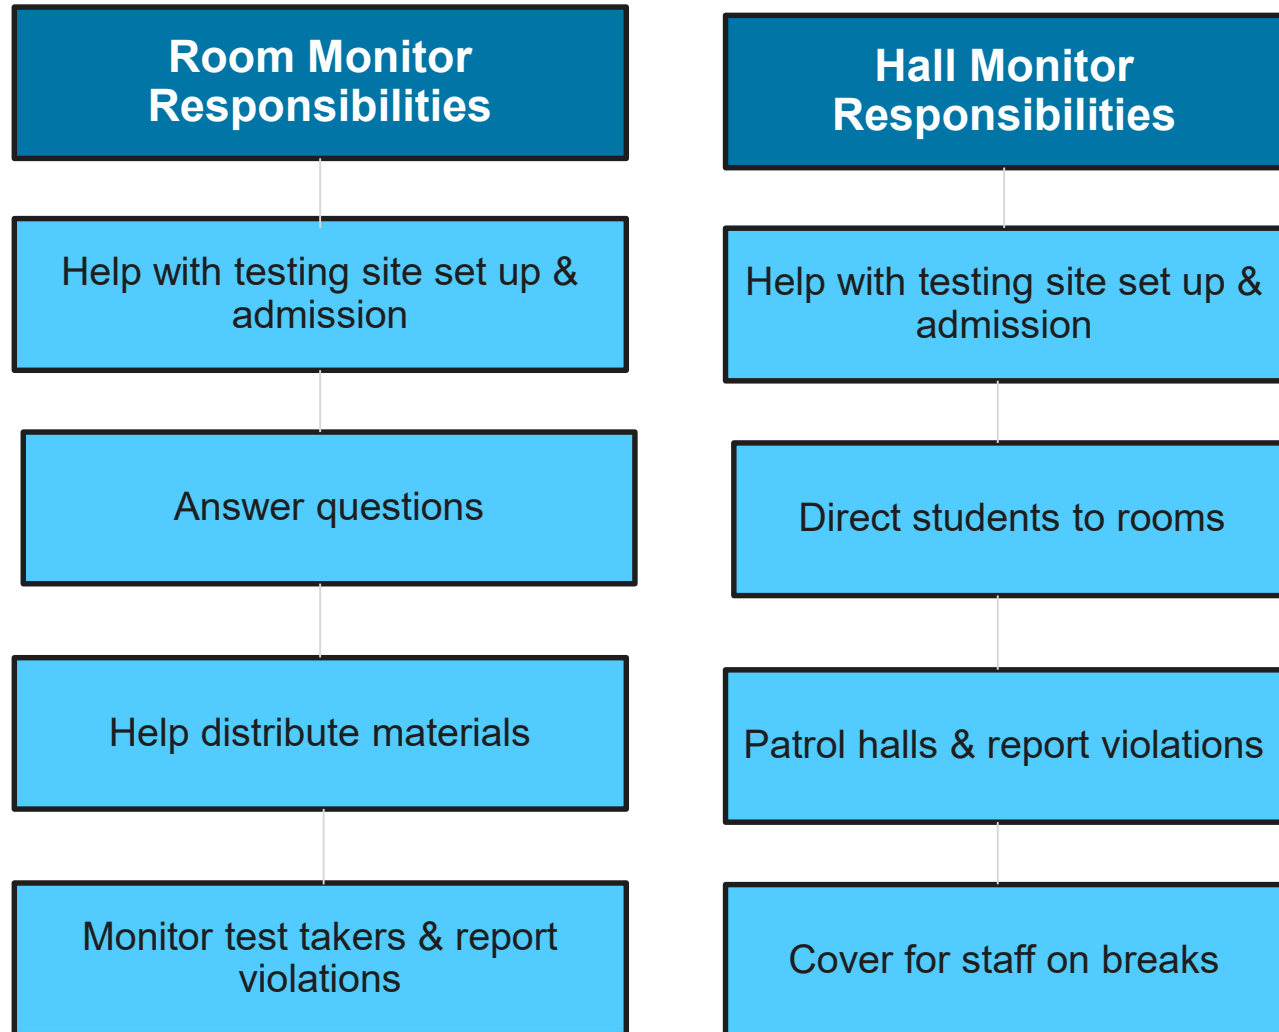 Room Monitor
Responsibilities
Help with testing site set up &
admission
Answer questions
Help distribute materials
Monitor test takers & report
violations
Hall Monitor
Responsibilities
Help with testing site set up &
admission
Direct students to rooms
Patrol halls & report violations
Cover for staff on breaks